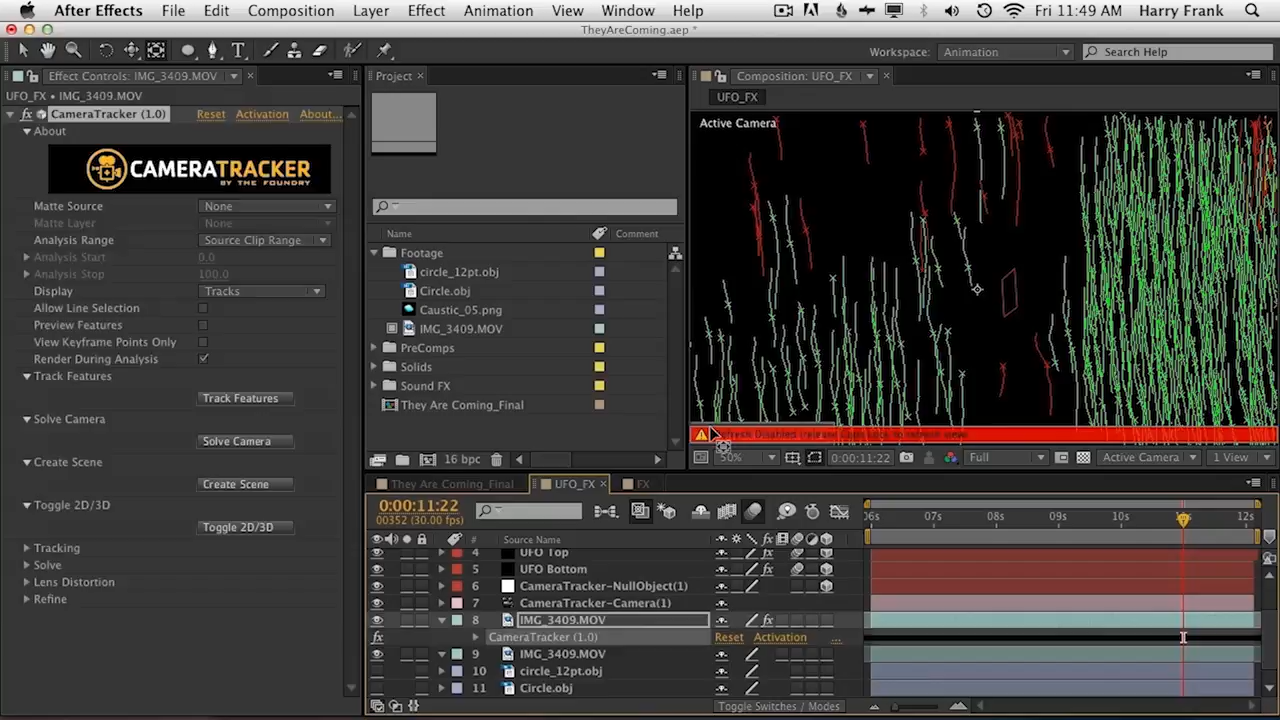 After Effects File Edit Composition Layer Effect Animation View Window Help Fri 11:49 AM Harry Frank
TheyAreComing.aep *
Workspace: Animation Search Help
Effect Controls: IMG_3409.MOV Project Composition: UFO_FX
UFO_FX • IMG_3409.MOV
UFO_FX
fx CameraTracker (1.0) Reset Activation About...
Active Camera
About
CAMERATRACKER
BY THE FOUNDRY
Matte Source None
Matte Layer None
Analysis Range Source Clip Range
Analysis Start 0.0
Analysis Stop 100.0
Display Tracks
Allow Line Selection
Preview Features
View Keyframe Points Only
Render During Analysis
Track Features
Track Features
Solve Camera
Solve Camera
Create Scene
Create Scene
Toggle 2D/3D
Toggle 2D/3D
Tracking
Solve
Lens Distortion
Refine
Name Comment
Footage
circle_12pt.obj
Circle.obj
Caustic_05.png
IMG_3409.MOV
PreComps
Solids
Sound FX
They Are Coming_Final
16 bpc
Refresh Disabled (release Caps Lock to refresh view)
50% 0:00:11:22 Full Active Camera 1 View
They Are Coming_Final UFO_FX FX
0:00:11:22
00352 (30.00 fps)
06s 07s 08s 09s 10s 12s
# Source Name
4 UFO Top
5 UFO Bottom
6 CameraTracker-NullObject(1)
7 CameraTracker-Camera(1)
8 IMG_3409.MOV
fx CameraTracker (1.0) Reset Activation ...
9 IMG_3409.MOV
10 circle_12pt.obj
11 Circle.obj
Toggle Switches / Modes